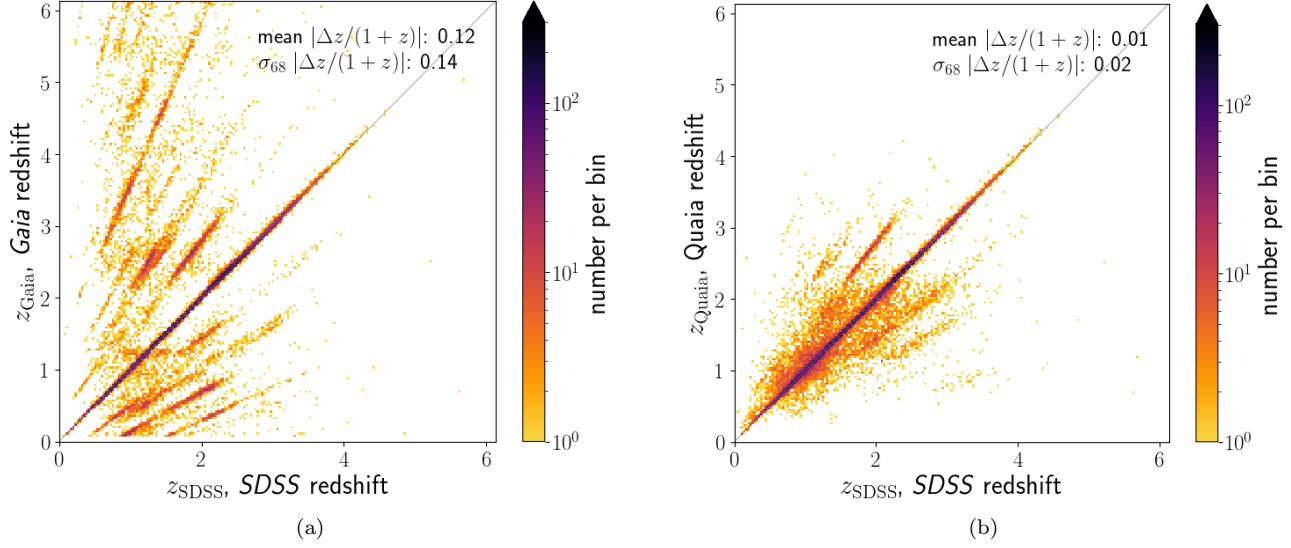 mean |Δz/(1 + z)|: 0.12
σ68 |Δz/(1 + z)|: 0.14
zGaia, Gaia redshift
6
5
4
3
2
1
0
0
2
4
6
zSDSS, SDSS redshift
number per bin
10^2
10^1
10^0
(a)
mean |Δz/(1 + z)|: 0.01
σ68 |Δz/(1 + z)|: 0.02
zQuaia, Quaia redshift
6
5
4
3
2
1
0
0
2
4
6
zSDSS, SDSS redshift
number per bin
10^2
10^1
10^0
(b)